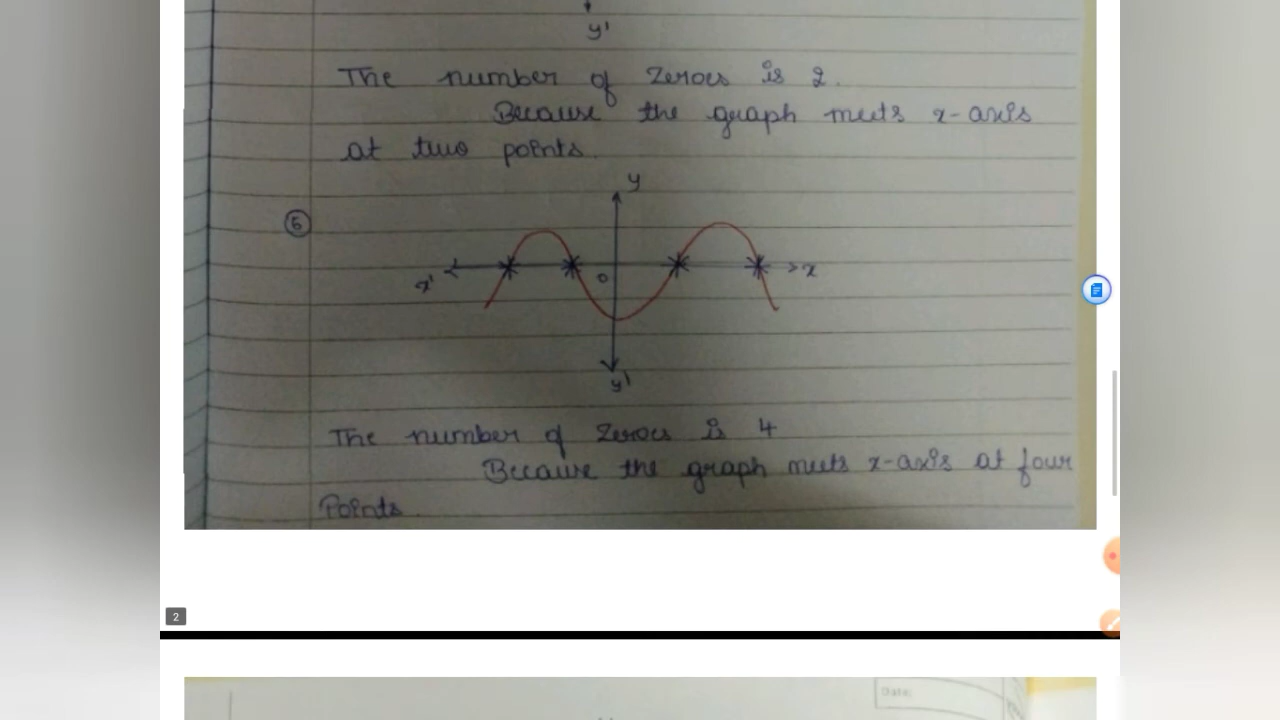 y'
The number of zeroes is 2.
Because the graph meets x-axis
at two points.
y
5
x' o x
y'
The number of zeroes is 4
Because the graph meets x-axis at four
Points.
2
Date: